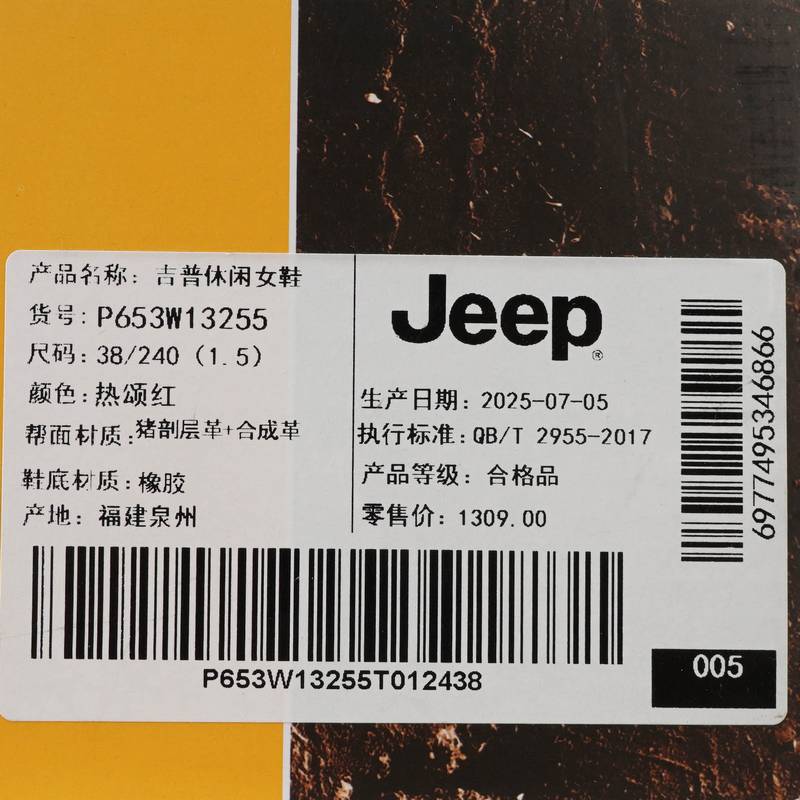 产品名称: 吉普休闲女鞋
货号: P653W13255
尺码: 38/240 (1.5)
颜色: 热颂红
帮面材质: 猪剖层革+合成革
鞋底材质: 橡胶
产地: 福建泉州
Jeep®
生产日期: 2025-07-05
执行标准: QB/T 2955-2017
产品等级: 合格品
零售价: 1309.00
6977495346866
P653W13255T012438
005